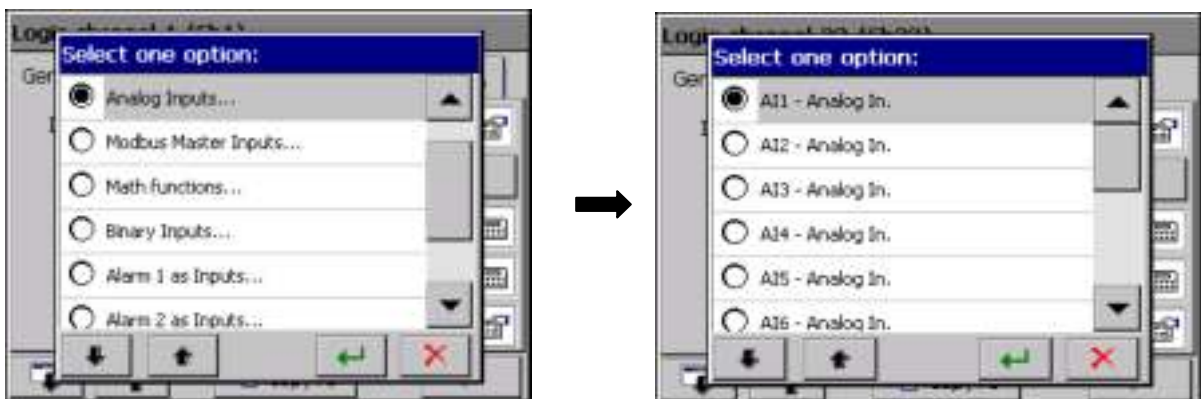 Select one option:
Analog Inputs...
Modbus Master Inputs...
Math functions...
Binary Inputs...
Alarm 1 as Inputs...
Alarm 2 as Inputs...
Select one option:
AI1 - Analog In.
AI2 - Analog In.
AI3 - Analog In.
AI4 - Analog In.
AI5 - Analog In.
AI6 - Analog In.